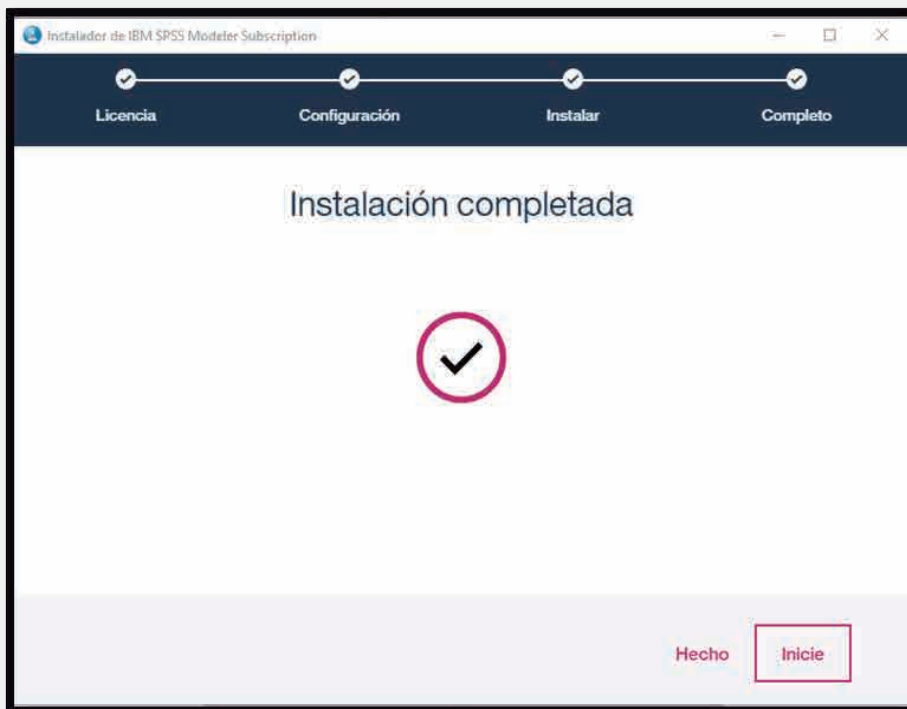 Instalador de IBM SPSS Modeler Subscription
Licencia Configuración Instalar Completo
Instalación completada
Hecho Inicie